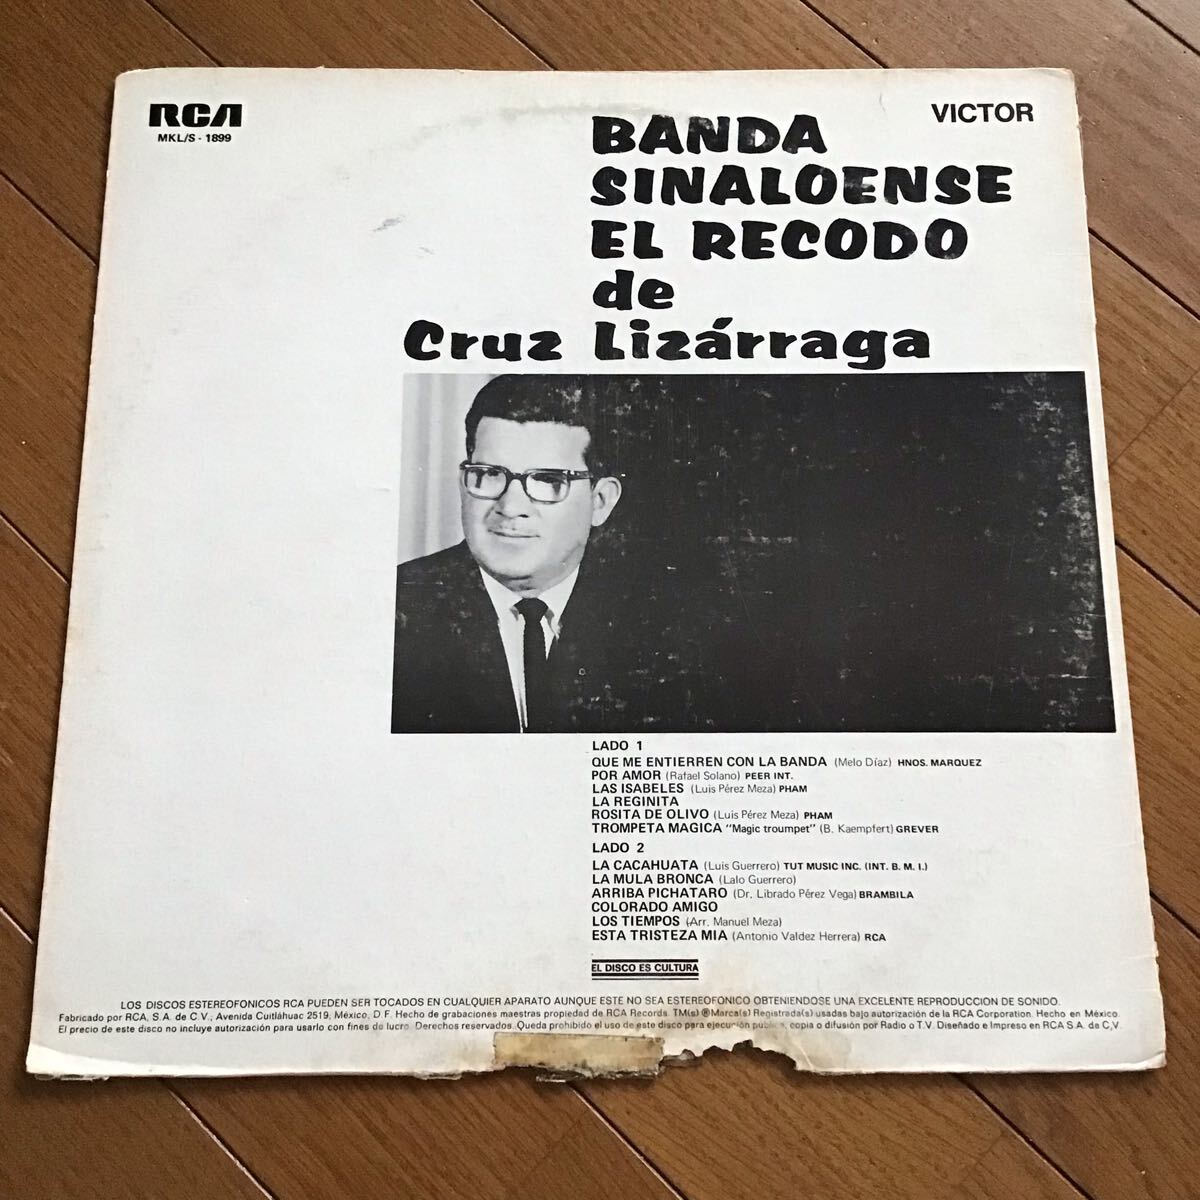 RCA
MKL/S - 1899
VICTOR
BANDA
SINALOENSE
EL RECODO
de
Cruz Lizárraga
LADO 1
QUE ME ENTIERREN CON LA BANDA (Melo Díaz) HNOS. MARQUEZ
POR AMOR (Rafael Solano) PEER INT.
LAS ISABELES (Luis Pérez Meza) PHAM
LA REGINITA
ROSITA DE OLIVO (Luis Pérez Meza) PHAM
TROMPETA MAGICA "Magic troumpet" (B. Kaempfert) GREVER
LADO 2
LA CACAHUATA (Luis Guerrero) TUT MUSIC INC. (INT. B. M. I.)
LA MULA BRONCA (Lalo Guerrero)
ARRIBA PICHATARO (Dr. Librado Pérez Vega) BRAMBILA
COLORADO AMIGO
LOS TIEMPOS (Arr. Manuel Meza)
ESTA TRISTEZA MIA (Antonio Valdez Herrera) RCA
EL DISCO ES CULTURA
LOS DISCOS ESTEREOFONICOS RCA PUEDEN SER TOCADOS EN CUALQUIER APARATO AUNQUE ESTE NO SEA ESTEREOFONICO OBTENIENDOSE UNA EXCELENTE REPRODUCCION DE SONIDO.
Fabricado por RCA, S.A. de C.V., Avenida Cuitláhuac 2519, México, D.F. Hecho de grabaciones maestras propiedad de RCA Records. TM(s) ® Marca(s) Registrada(s) usadas bajo autorización de la RCA Corporation. Hecho en México.
El precio de este disco no incluye autorización para usarlo con fines de lucro. Derechos reservados. Queda prohibido el uso de este disco para ejecución publica, copia o difusión por Radio o T.V. Diseñado e Impreso en RCA S.A. de C.V.